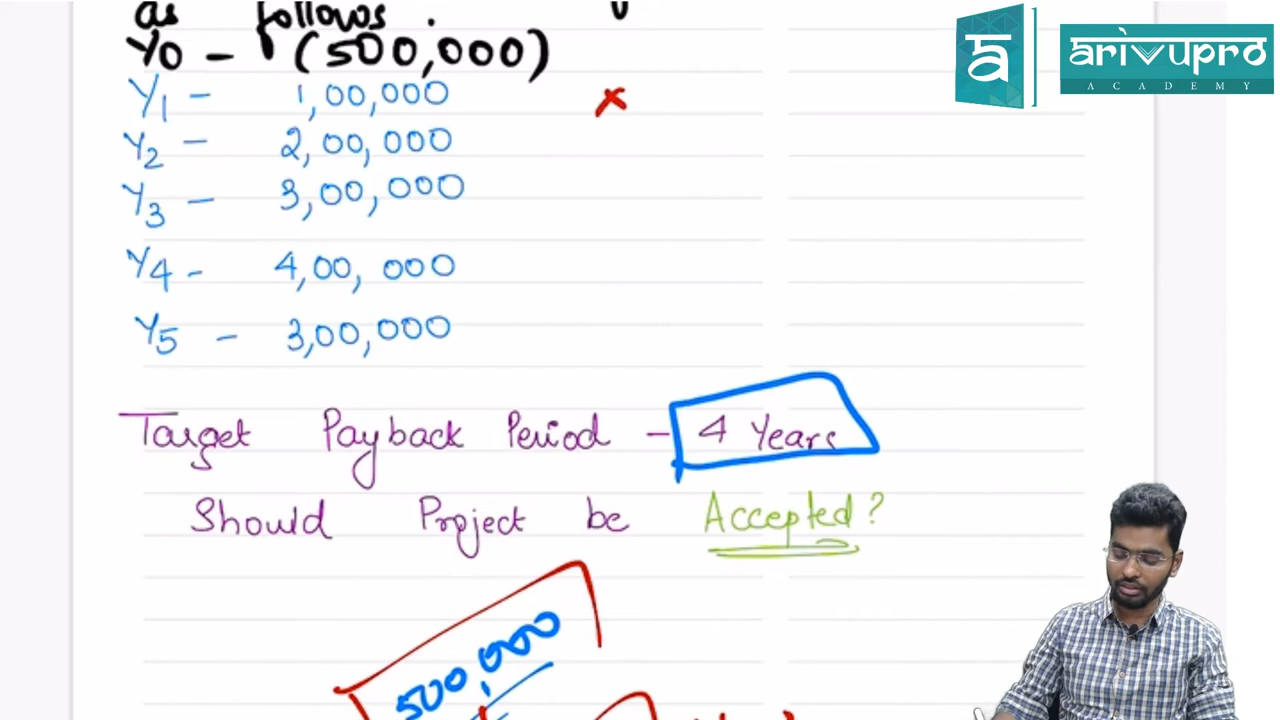 as follows.
Y0 - (500,000)
Y1 - 1,00,000 ×
Y2 - 2,00,000
Y3 - 3,00,000
Y4 - 4,00,000
Y5 - 3,00,000
Target Payback Period - 4 Years
Should Project be Accepted?
500,000
arivupro
ACADEMY